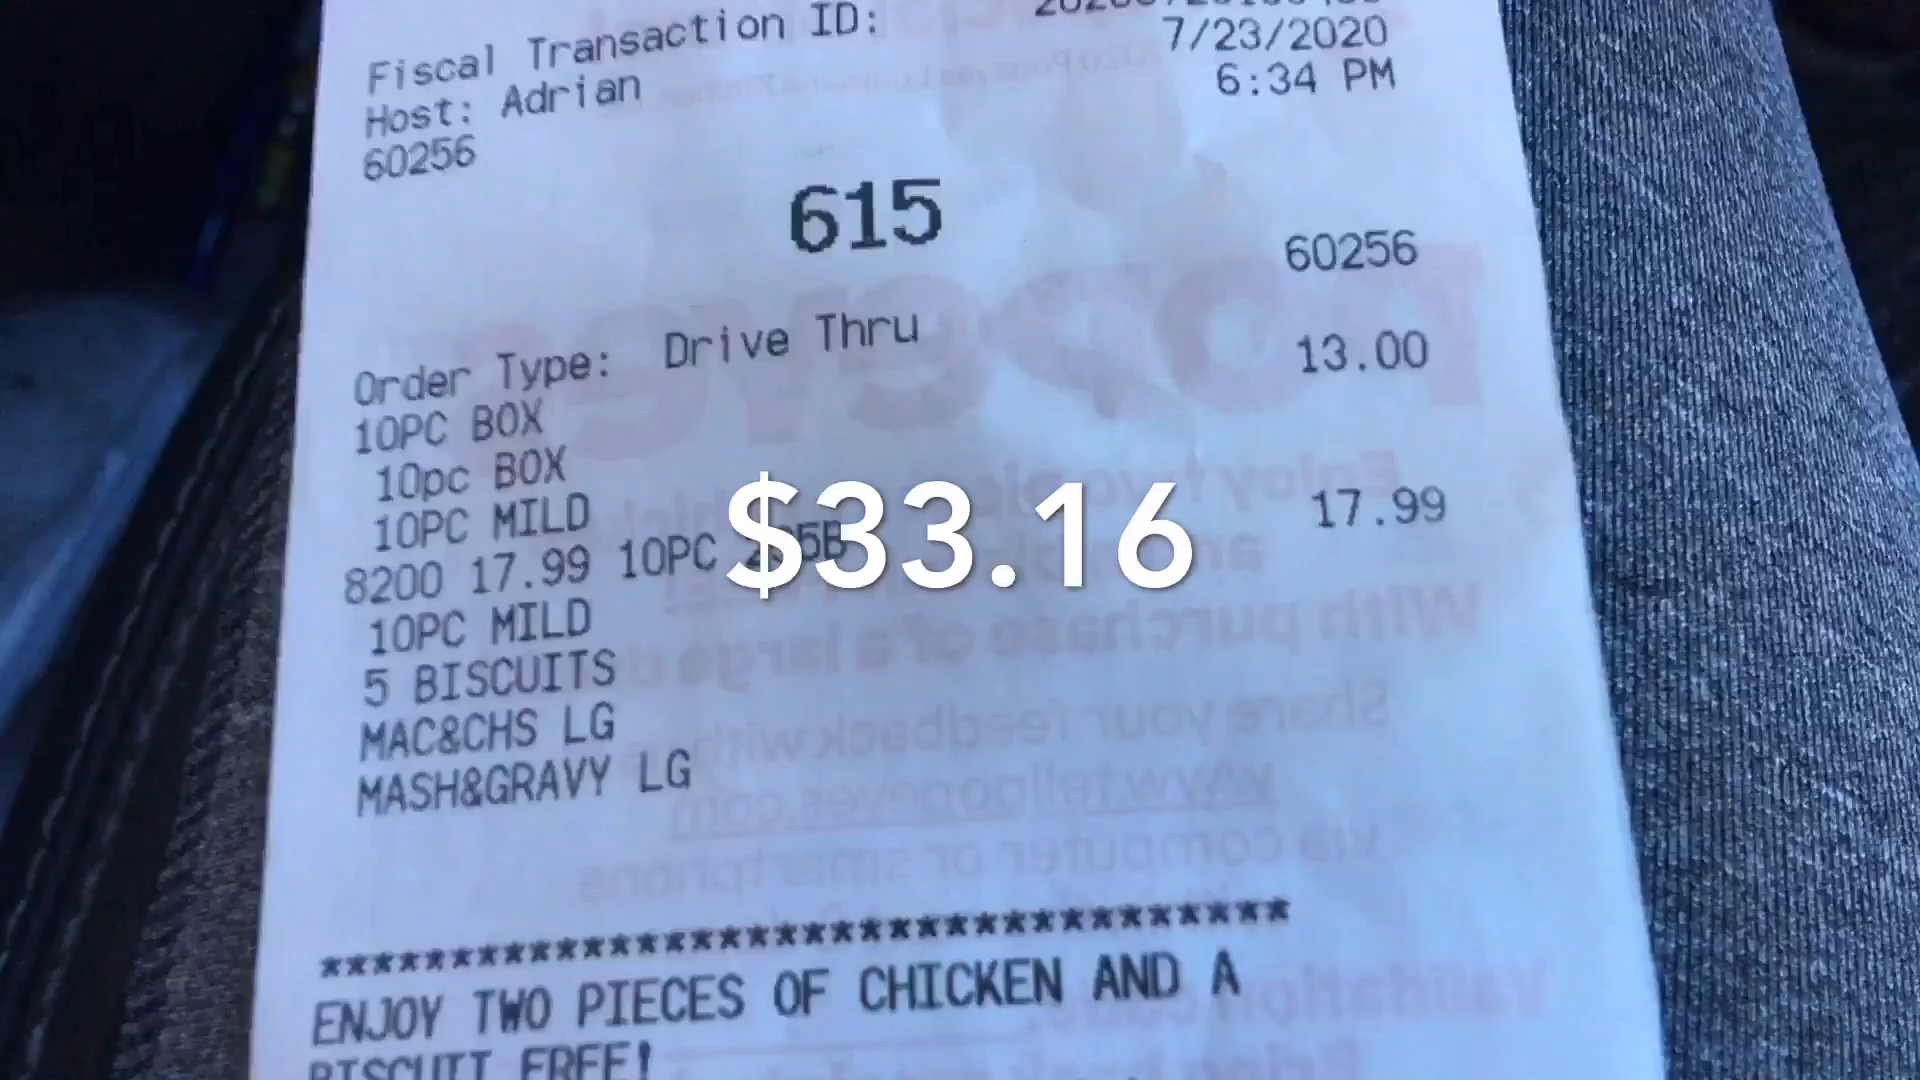 Fiscal Transaction ID:
7/23/2020
Host: Adrian 6:34 PM
60256
615
60256
Order Type: Drive Thru
10PC BOX 13.00
10pc BOX
10PC MILD
8200 17.99 10PC 17.99
10PC MILD
5 BISCUITS
MAC&CHS LG
MASH&GRAVY LG
$33.16
****************************************
ENJOY TWO PIECES OF CHICKEN AND A
BISCUIT FREE!